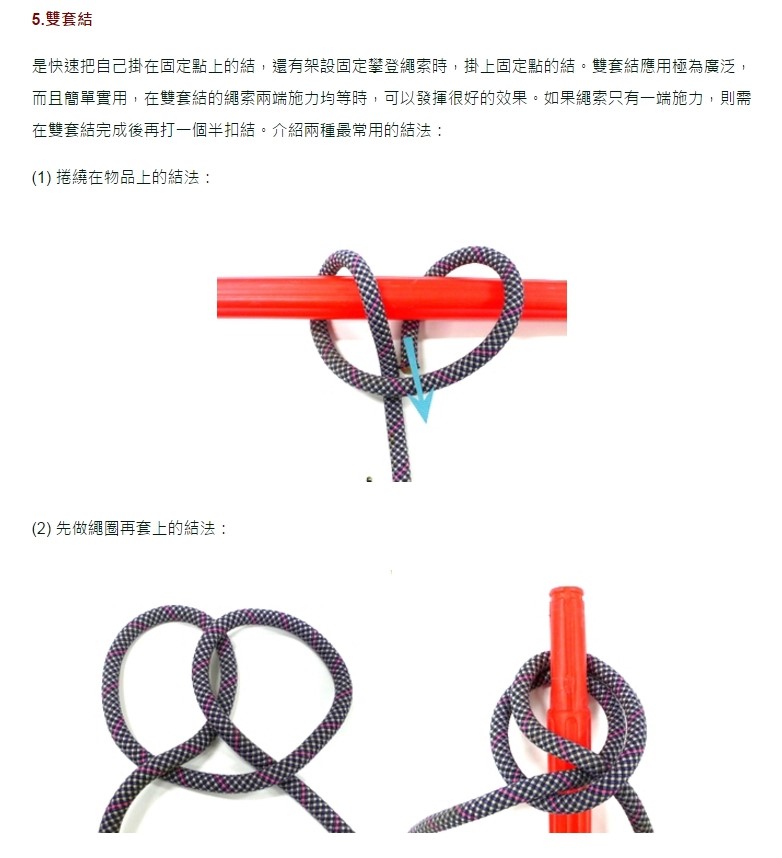 5.雙套結
是快速把自己掛在固定點上的結，還有架設固定攀登繩索時，掛上固定點的結。雙套結應用極為廣泛，
而且簡單實用，在雙套結的繩索兩端施力均等時，可以發揮很好的效果。如果繩索只有一端施力，則需
在雙套結完成後再打一個半扣結。介紹兩種最常用的結法：
(1) 捲繞在物品上的結法：
(2) 先做繩圈再套上的結法：